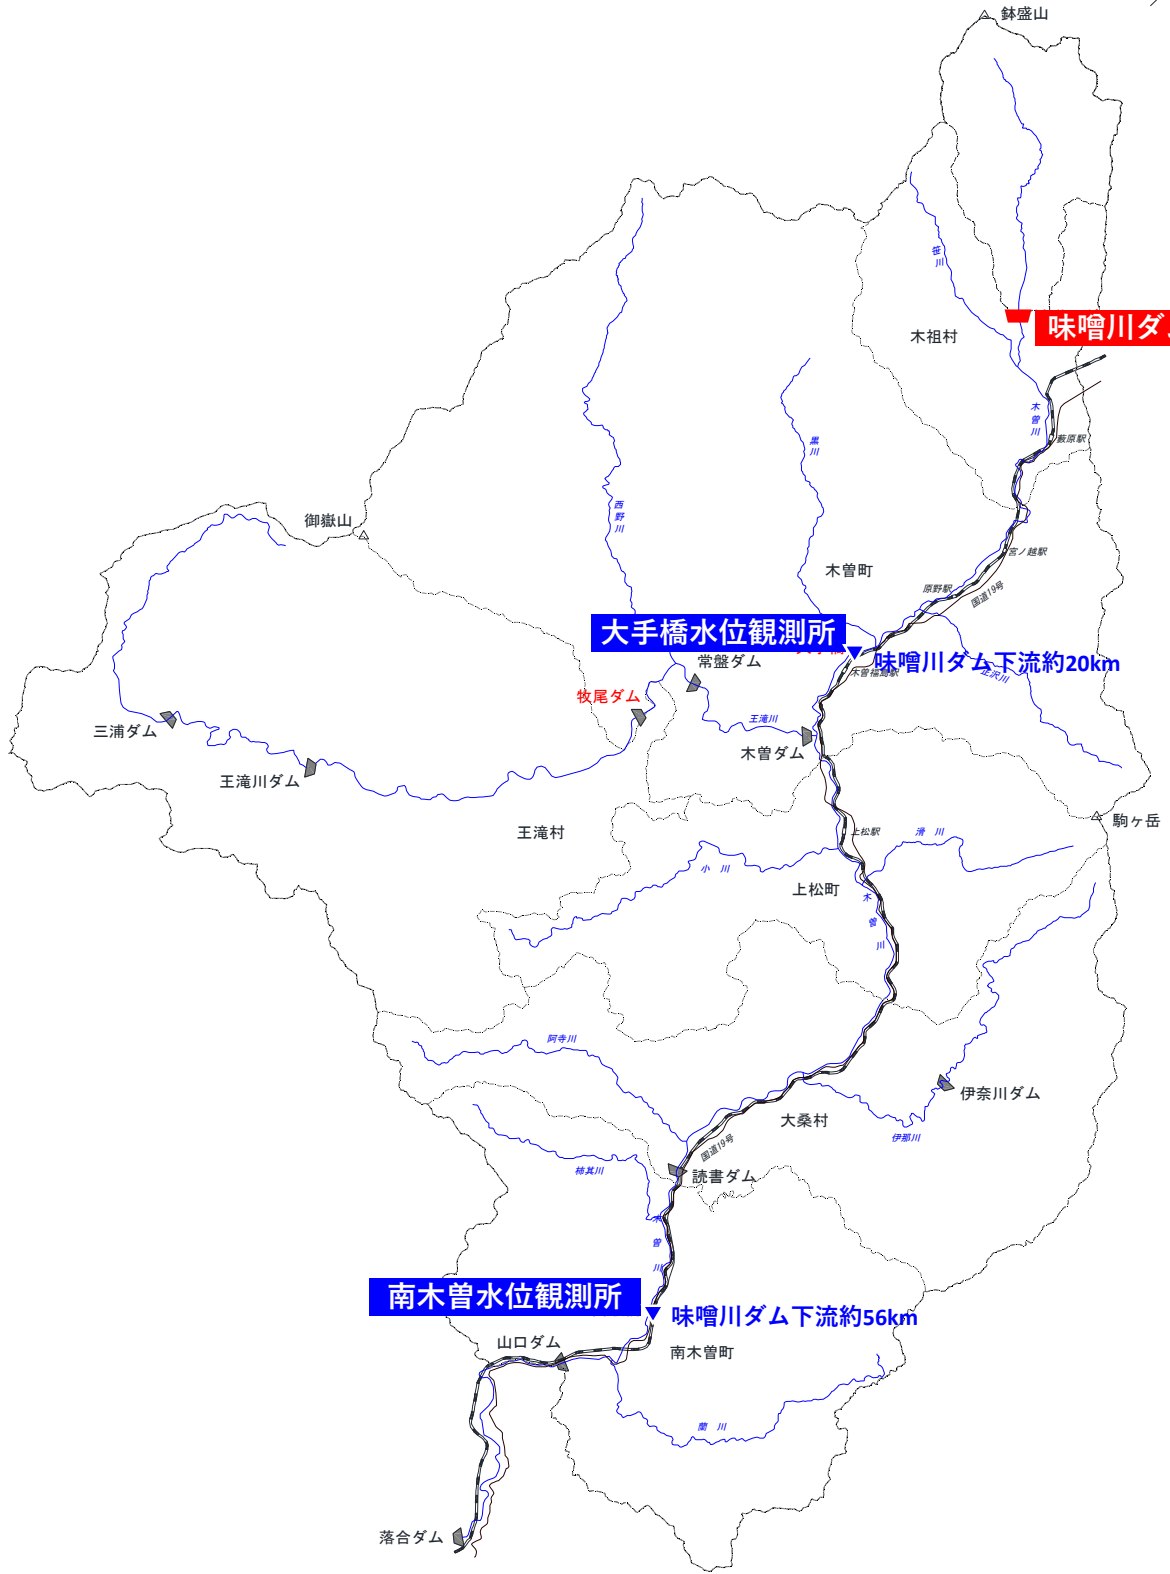 鉢盛山
笹川
木祖村
味噌川ダ
木曽川
藪原駅
黒川
西野川
御嶽山
宮ノ越駅
木曽町
原野駅
国道19号
大手橋水位観測所
味噌川ダム下流約20km
木曽福島駅
正沢川
常盤ダム
牧尾ダム
王滝川
三浦ダム
木曽ダム
王滝川ダム
駒ヶ岳
王滝村
上松駅
滑 川
小 川
上松町
木曽川
阿寺川
伊奈川ダム
大桑村
伊那川
国道19号
柿其川
読書ダム
木曽川
南木曽水位観測所
味噌川ダム下流約56km
山口ダム
南木曽町
蘭 川
落合ダム